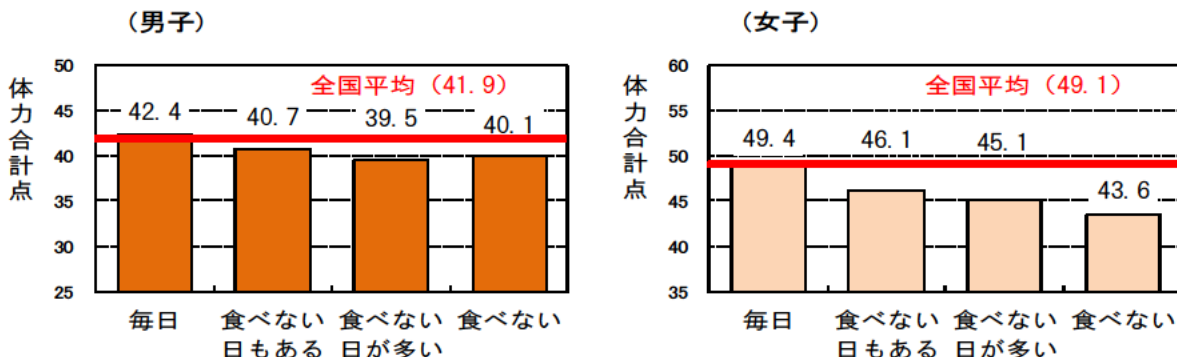 (男子)
体力合計点
50
45
40
35
30
25
全国平均(41.9)
42.4
40.7
39.5
40.1
毎日
食べない日もある
食べない日が多い
食べない
(女子)
体力合計点
60
55
50
45
40
35
全国平均(49.1)
49.4
46.1
45.1
43.6
毎日
食べない日もある
食べない日が多い
食べない